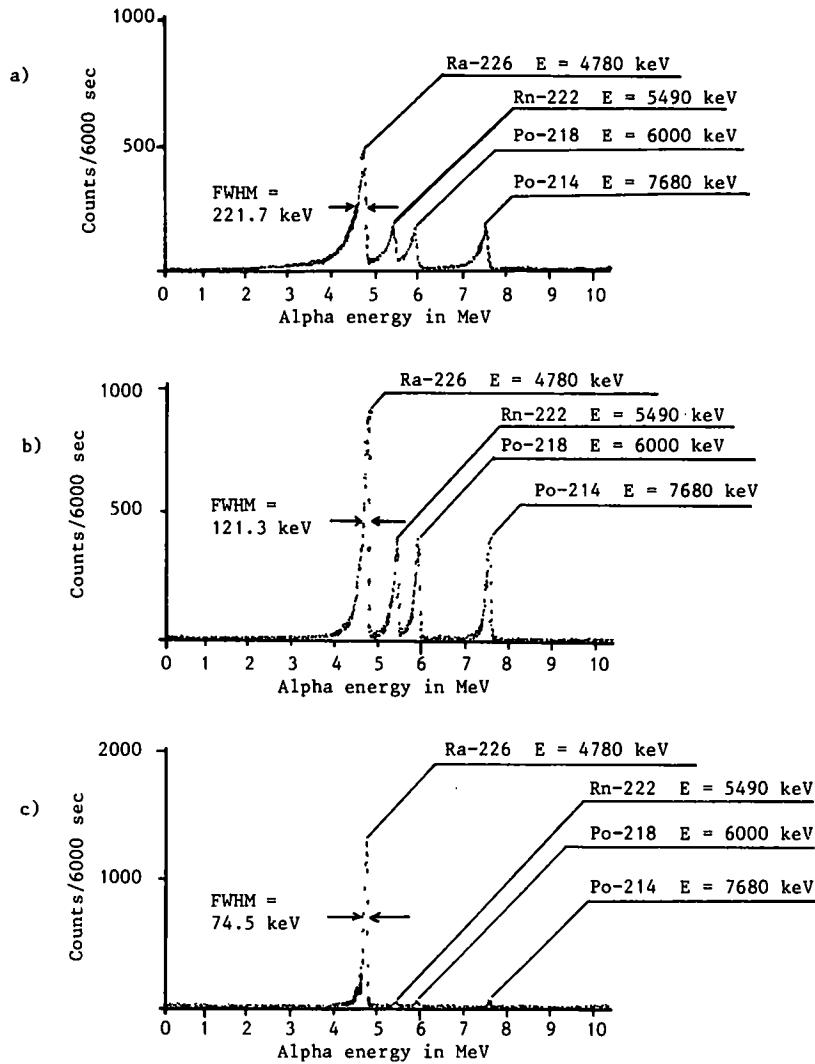 a)
Counts/6000 sec
1000
500
0
Ra-226 E = 4780 keV
Rn-222 E = 5490 keV
Po-218 E = 6000 keV
Po-214 E = 7680 keV
FWHM =
221.7 keV
0 1 2 3 4 5 6 7 8 9 10
Alpha energy in MeV
b)
Counts/6000 sec
1000
500
0
Ra-226 E = 4780 keV
Rn-222 E = 5490 keV
Po-218 E = 6000 keV
Po-214 E = 7680 keV
FWHM =
121.3 keV
0 1 2 3 4 5 6 7 8 9 10
Alpha energy in MeV
c)
Counts/6000 sec
2000
1000
0
Ra-226 E = 4780 keV
Rn-222 E = 5490 keV
Po-218 E = 6000 keV
Po-214 E = 7680 keV
FWHM =
74.5 keV
0 1 2 3 4 5 6 7 8 9 10
Alpha energy in MeV